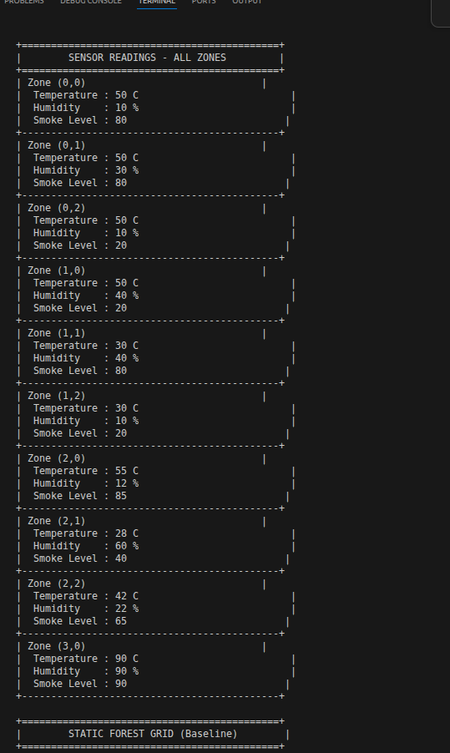 PROBLEMS DEBUG CONSOLE TERMINAL PORTS OUTPUT
+============================================+
|        SENSOR READINGS - ALL ZONES         |
+============================================+
| Zone (0,0)                              |
|  Temperature : 50 C                          |
|  Humidity    : 10 %                          |
|  Smoke Level : 80                           |
+--------------------------------------------+
| Zone (0,1)                              |
|  Temperature : 50 C                          |
|  Humidity    : 30 %                          |
|  Smoke Level : 80                           |
+--------------------------------------------+
| Zone (0,2)                              |
|  Temperature : 50 C                          |
|  Humidity    : 10 %                          |
|  Smoke Level : 20                           |
+--------------------------------------------+
| Zone (1,0)                              |
|  Temperature : 50 C                          |
|  Humidity    : 40 %                          |
|  Smoke Level : 20                           |
+--------------------------------------------+
| Zone (1,1)                              |
|  Temperature : 30 C                          |
|  Humidity    : 40 %                          |
|  Smoke Level : 80                           |
+--------------------------------------------+
| Zone (1,2)                              |
|  Temperature : 30 C                          |
|  Humidity    : 10 %                          |
|  Smoke Level : 20                           |
+--------------------------------------------+
| Zone (2,0)                              |
|  Temperature : 55 C                          |
|  Humidity    : 12 %                          |
|  Smoke Level : 85                           |
+--------------------------------------------+
| Zone (2,1)                              |
|  Temperature : 28 C                          |
|  Humidity    : 60 %                          |
|  Smoke Level : 40                           |
+--------------------------------------------+
| Zone (2,2)                              |
|  Temperature : 42 C                          |
|  Humidity    : 22 %                          |
|  Smoke Level : 65                           |
+--------------------------------------------+
| Zone (3,0)                              |
|  Temperature : 90 C                          |
|  Humidity    : 90 %                          |
|  Smoke Level : 90                           |
+--------------------------------------------+
+============================================+
|        STATIC FOREST GRID (Baseline)        |
+============================================+